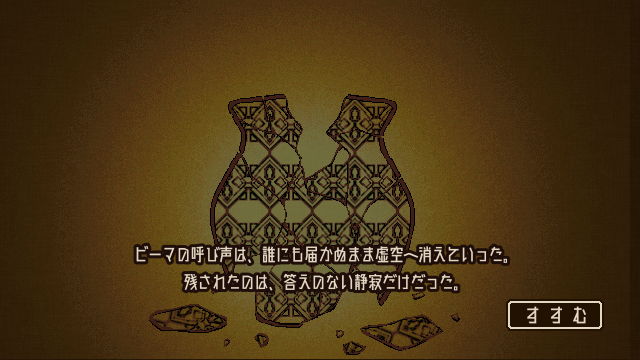 ビーマの呼び声は、誰にも届かぬまま虚空へ消えていった。
残されたのは、答えのない静寂だけだった。
すすむ